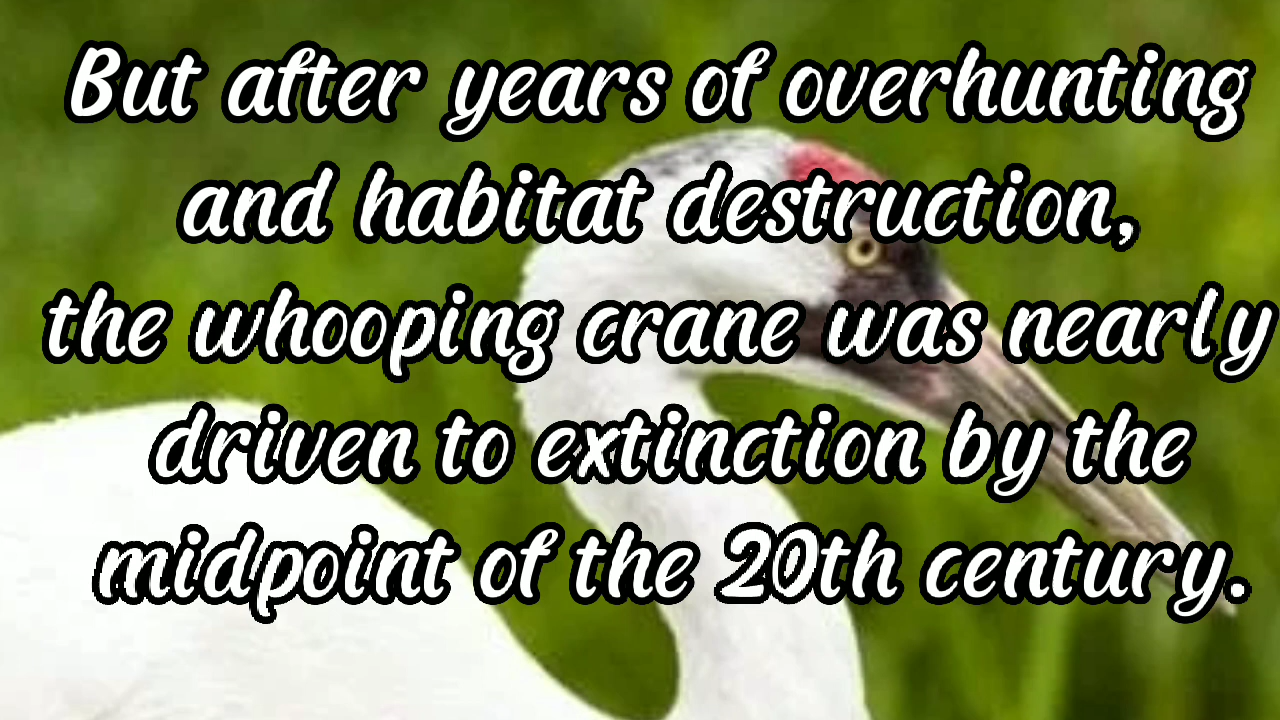 But after years of overhunting
and habitat destruction,
the whooping crane was nearly
driven to extinction by the
midpoint of the 20th century.